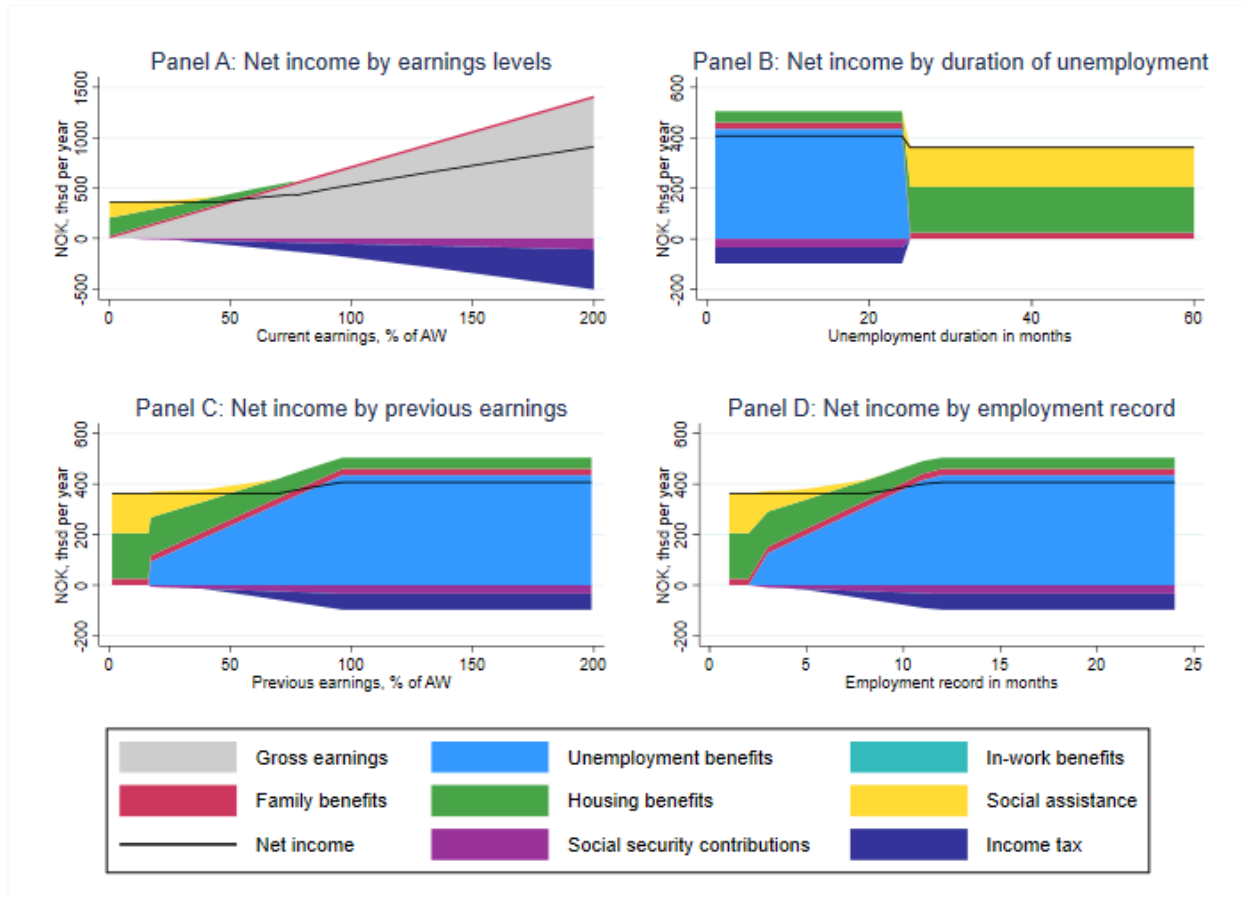 Panel A: Net income by earnings levels
NOK, thsd per year
1500
1000
500
0
-500
0 50 100 150 200
Current earnings, % of AW
Panel B: Net income by duration of unemployment
NOK, thsd per year
600
400
200
0
-200
0 20 40 60
Unemployment duration in months
Panel C: Net income by previous earnings
NOK, thsd per year
600
400
200
0
-200
0 50 100 150 200
Previous earnings, % of AW
Panel D: Net income by employment record
NOK, thsd per year
600
400
200
0
-200
0 5 10 15 20 25
Employment record in months
Gross earnings Unemployment benefits In-work benefits
Family benefits Housing benefits Social assistance
Net income Social security contributions Income tax